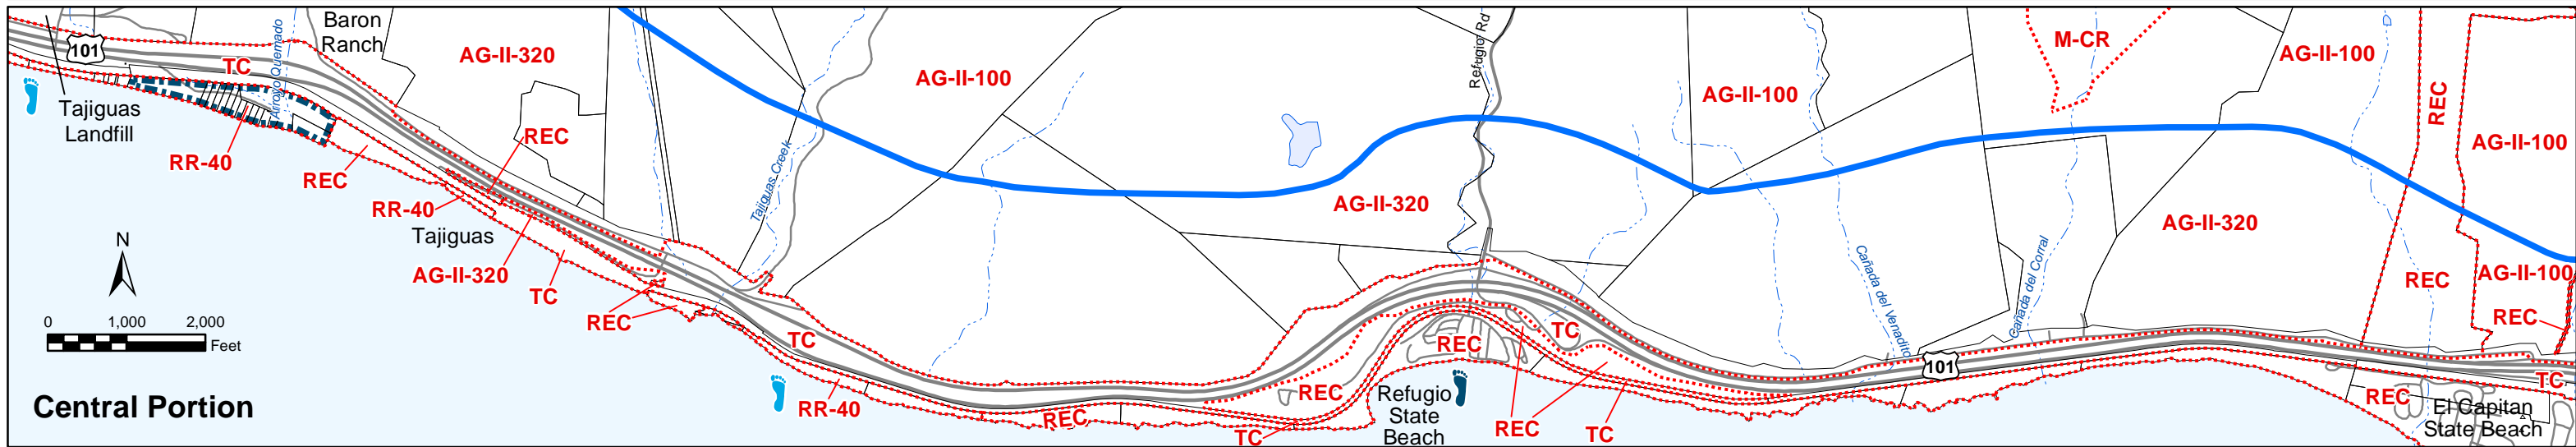 Baron
Ranch
101
TC
Arroyo Quemado
Tajiguas
Landfill
RR-40
REC
AG-II-320
REC
RR-40
Tajiguas
AG-II-320
TC
REC
N
0 1,000 2,000
Feet
Central Portion
Tajiguas Creek
AG-II-100
TC
RR-40
REC
Refugio Rd
AG-II-320
REC
TC
REC
TC
Refugio
State
Beach
REC
TC
AG-II-100
M-CR
AG-II-100
REC
AG-II-100
Cañada del Venadito
Cañada del Corral
AG-II-320
101
REC
AG-II-100
REC
TC
REC
El Capitan
State Beach